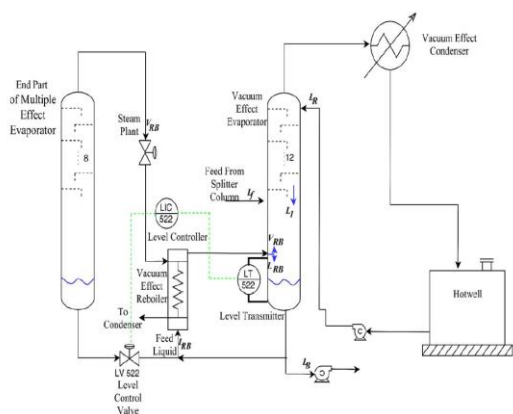 Vacuum Effect
Condenser
End Part
of Multiple
Effect
Evaporator
Steam
Plant
V_RB
Vacuum
Effect
Evaporator
L_R
8
12
Feed From
Splitter
Column
L_f
L_1
LIC
522
Level Controller
V_RB
L_RB
Vacuum
Effect
Reboiler
LT
522
Level Transmitter
Hotwell
To
Condenser
Feed
Liquid
L_RB
LV 522
Level
Control
Valve
L_B
C
C